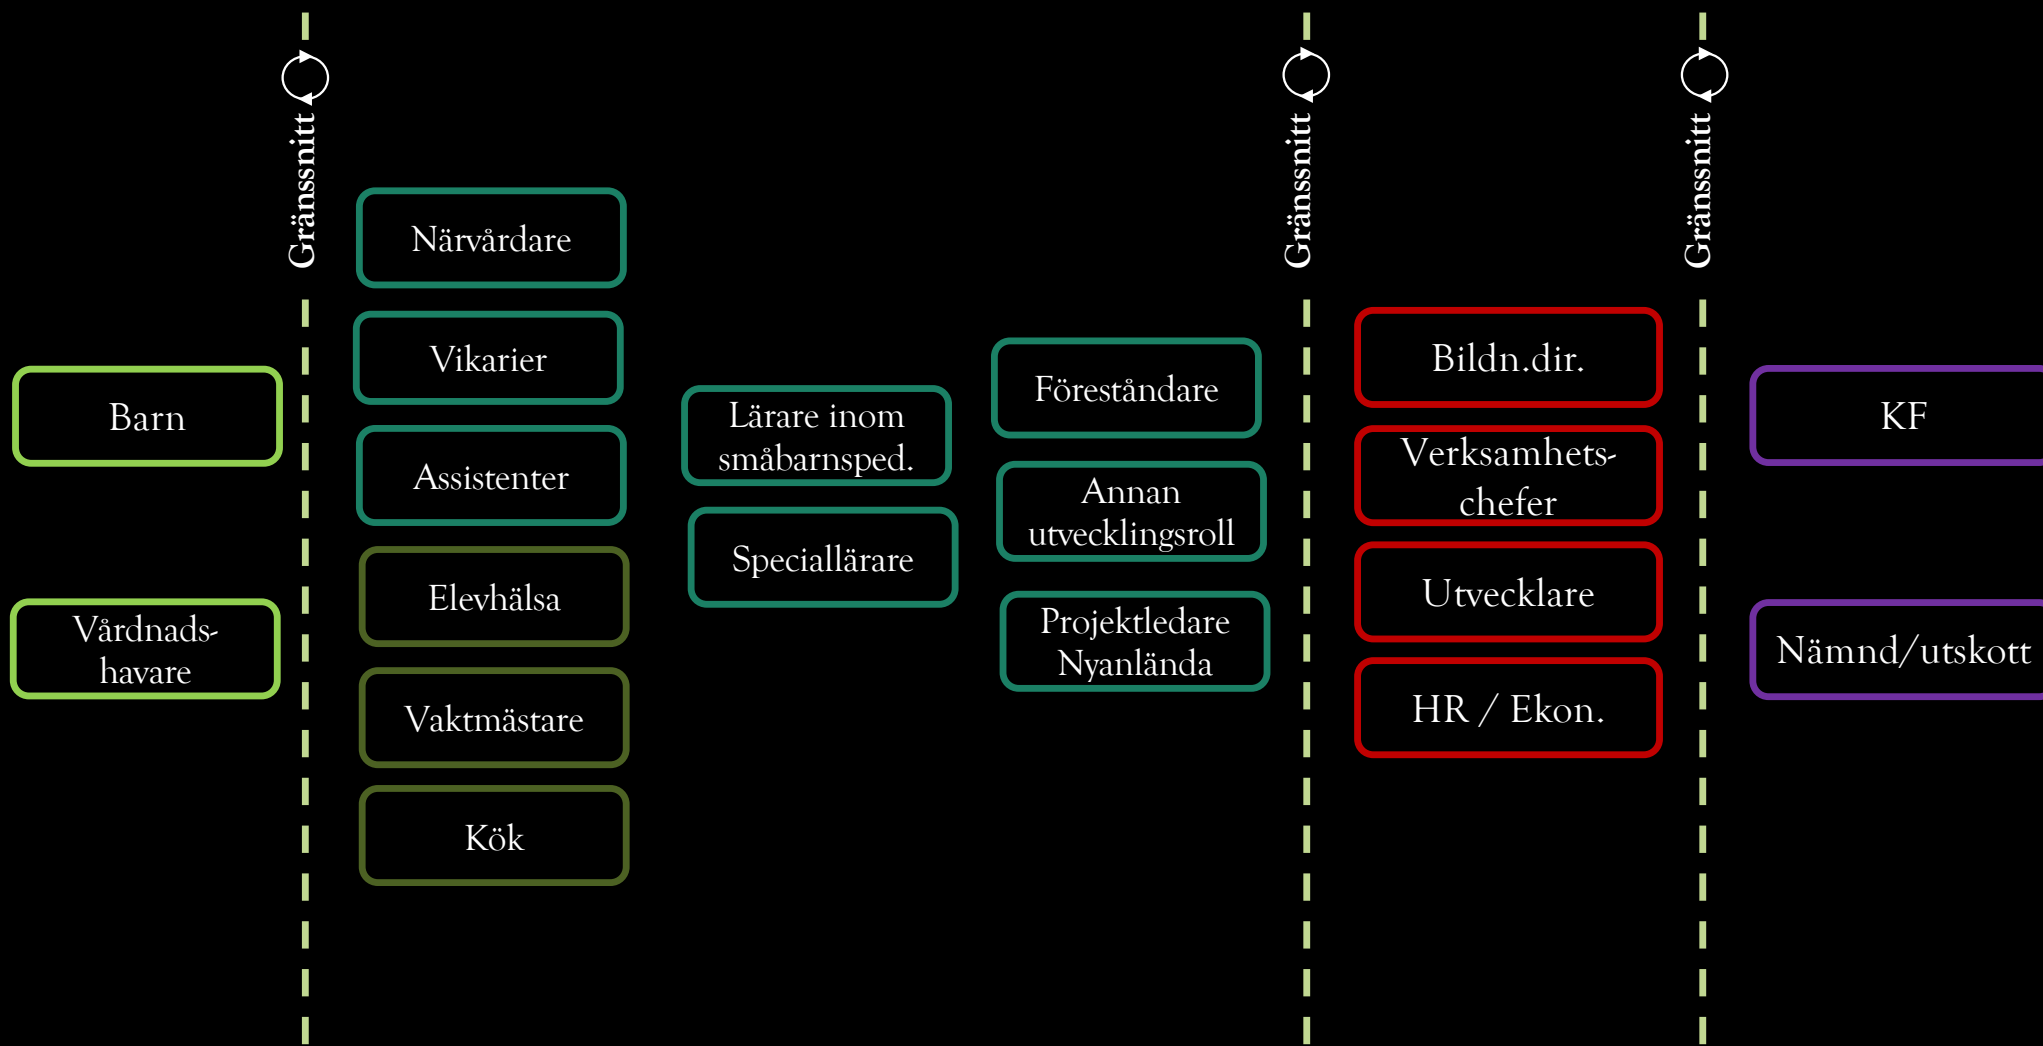 Gränssnitt
Gränssnitt
Gränssnitt
Barn
Vårdnads-
havare
Närvårdare
Vikarier
Assistenter
Elevhälsa
Vaktmästare
Kök
Lärare inom
småbarnsped.
Speciallärare
Föreståndare
Annan
utvecklingsroll
Projektledare
Nyanlända
Bildn.dir.
Verksamhets-
chefer
Utvecklare
HR / Ekon.
KF
Nämnd/utskott